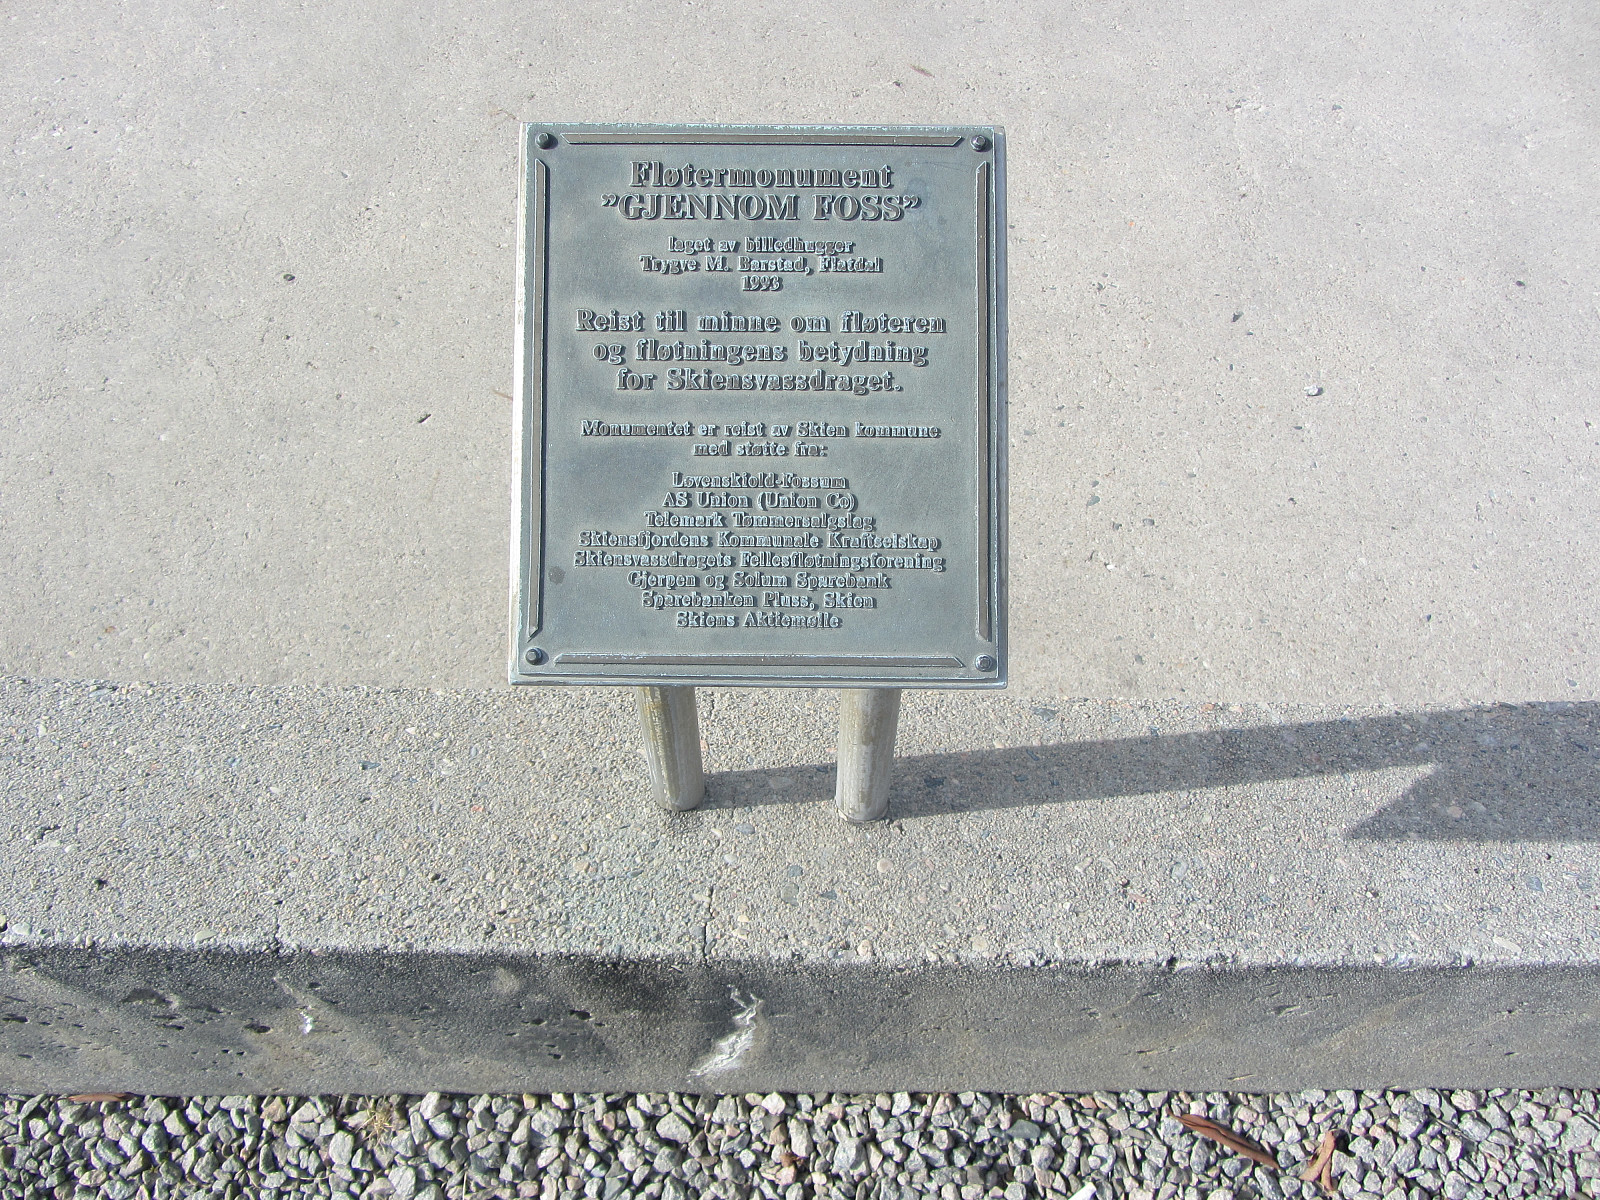 Fløtermonument
”GJENNOM FOSS”
laget av billedhugger
Trygve M. Barstad, Flatdal
1993
Reist til minne om fløteren
og fløtningens betydning
for Skiensvassdraget.
Monumentet er reist av Skien kommune
med støtte fra:
Løvenskiold-Fossum
AS Union (Union Co)
Telemark Tømmersalgslag
Skiensfjordens Kommunale Kraftselskap
Skiensvassdragets Fellesfløtningsforening
Gjerpen og Solum Sparebank
Sparebanken Pluss, Skien
Skiens Aktiemølle